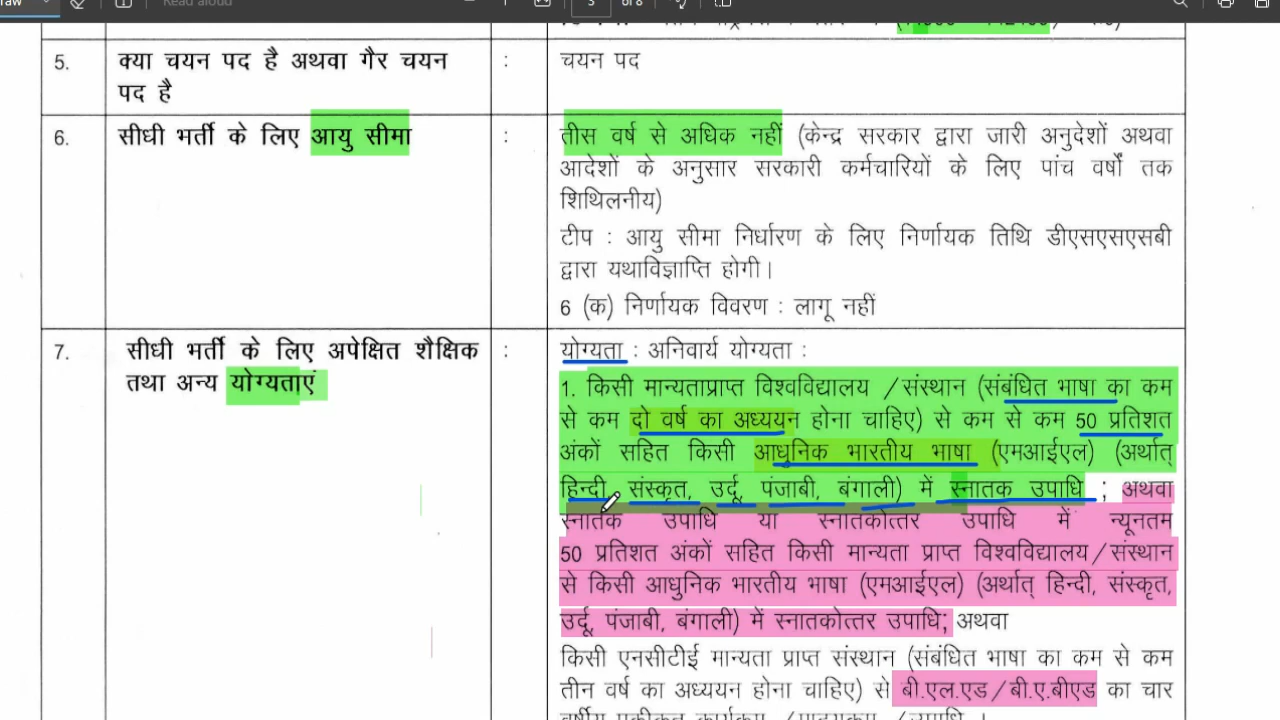 raw
Read aloud
3 of 8
5. क्या चयन पद है अथवा गैर चयन : चयन पद
पद है
6. सीधी भर्ती के लिए आयु सीमा : तीस वर्ष से अधिक नहीं (केन्द्र सरकार द्वारा जारी अनुदेशों अथवा
आदेशों के अनुसार सरकारी कर्मचारियों के लिए पांच वर्षों तक
शिथिलनीय)
टीप : आयु सीमा निर्धारण के लिए निर्णायक तिथि डीएसएसएसबी
द्वारा यथाविज्ञाप्ति होगी।
6 (क) निर्णायक विवरण : लागू नहीं
7. सीधी भर्ती के लिए अपेक्षित शैक्षिक : योग्यता : अनिवार्य योग्यता :
तथा अन्य योग्यताएं
1. किसी मान्यताप्राप्त विश्वविद्यालय /संस्थान (संबंधित भाषा का कम
से कम दो वर्ष का अध्ययन होना चाहिए) से कम से कम 50 प्रतिशत
अंकों सहित किसी आधुनिक भारतीय भाषा (एमआईएल) (अर्थात्
हिन्दी, संस्कृत, उर्दू, पंजाबी, बंगाली) में स्नातक उपाधि ; अथवा
स्नातक उपाधि या स्नातकोत्तर उपाधि में न्यूनतम
50 प्रतिशत अंकों सहित किसी मान्यता प्राप्त विश्वविद्यालय/संस्थान
से किसी आधुनिक भारतीय भाषा (एमआईएल) (अर्थात् हिन्दी, संस्कृत,
उर्दू, पंजाबी, बंगाली) में स्नातकोत्तर उपाधि; अथवा
किसी एनसीटीई मान्यता प्राप्त संस्थान (संबंधित भाषा का कम से कम
तीन वर्ष का अध्ययन होना चाहिए) से बी.एल.एड/बी.ए.बीएड का चार